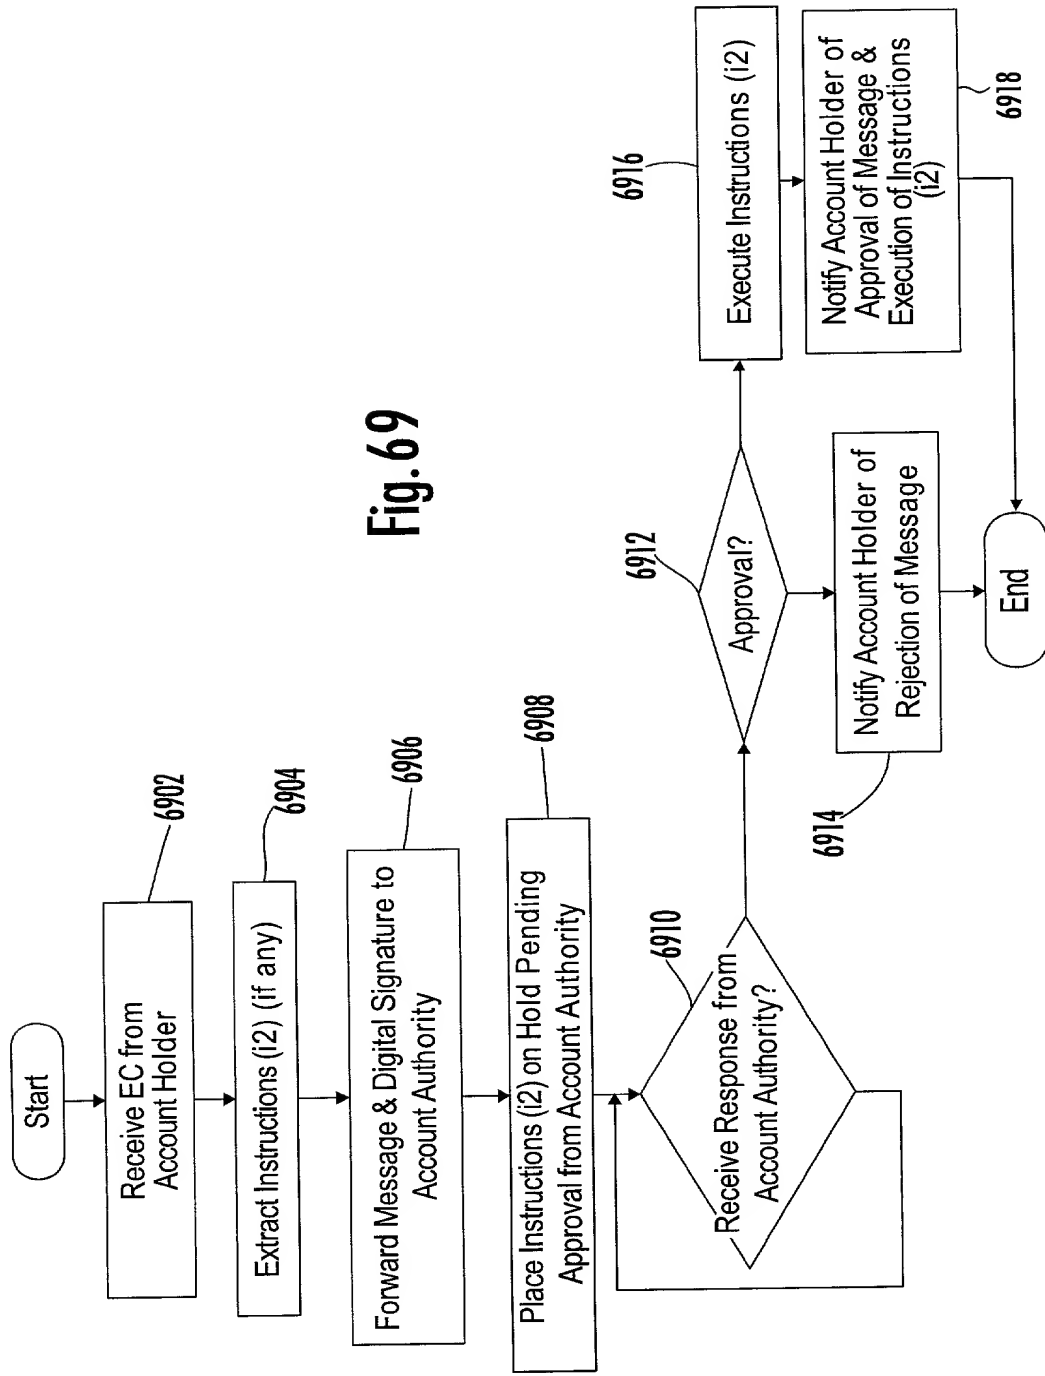 Start
Receive EC from
Account Holder
6902
Extract Instructions (i2) (if any)
6904
Forward Message & Digital Signature to
Account Authority
6906
Place Instructions (i2) on Hold Pending
Approval from Account Authority
6908
Receive Response from
Account Authority?
6910
Approval?
6912
Notify Account Holder of
Rejection of Message
6914
Execute Instructions (i2)
6916
Notify Account Holder of
Approval of Message &
Execution of Instructions
(i2)
6918
End
Fig.69